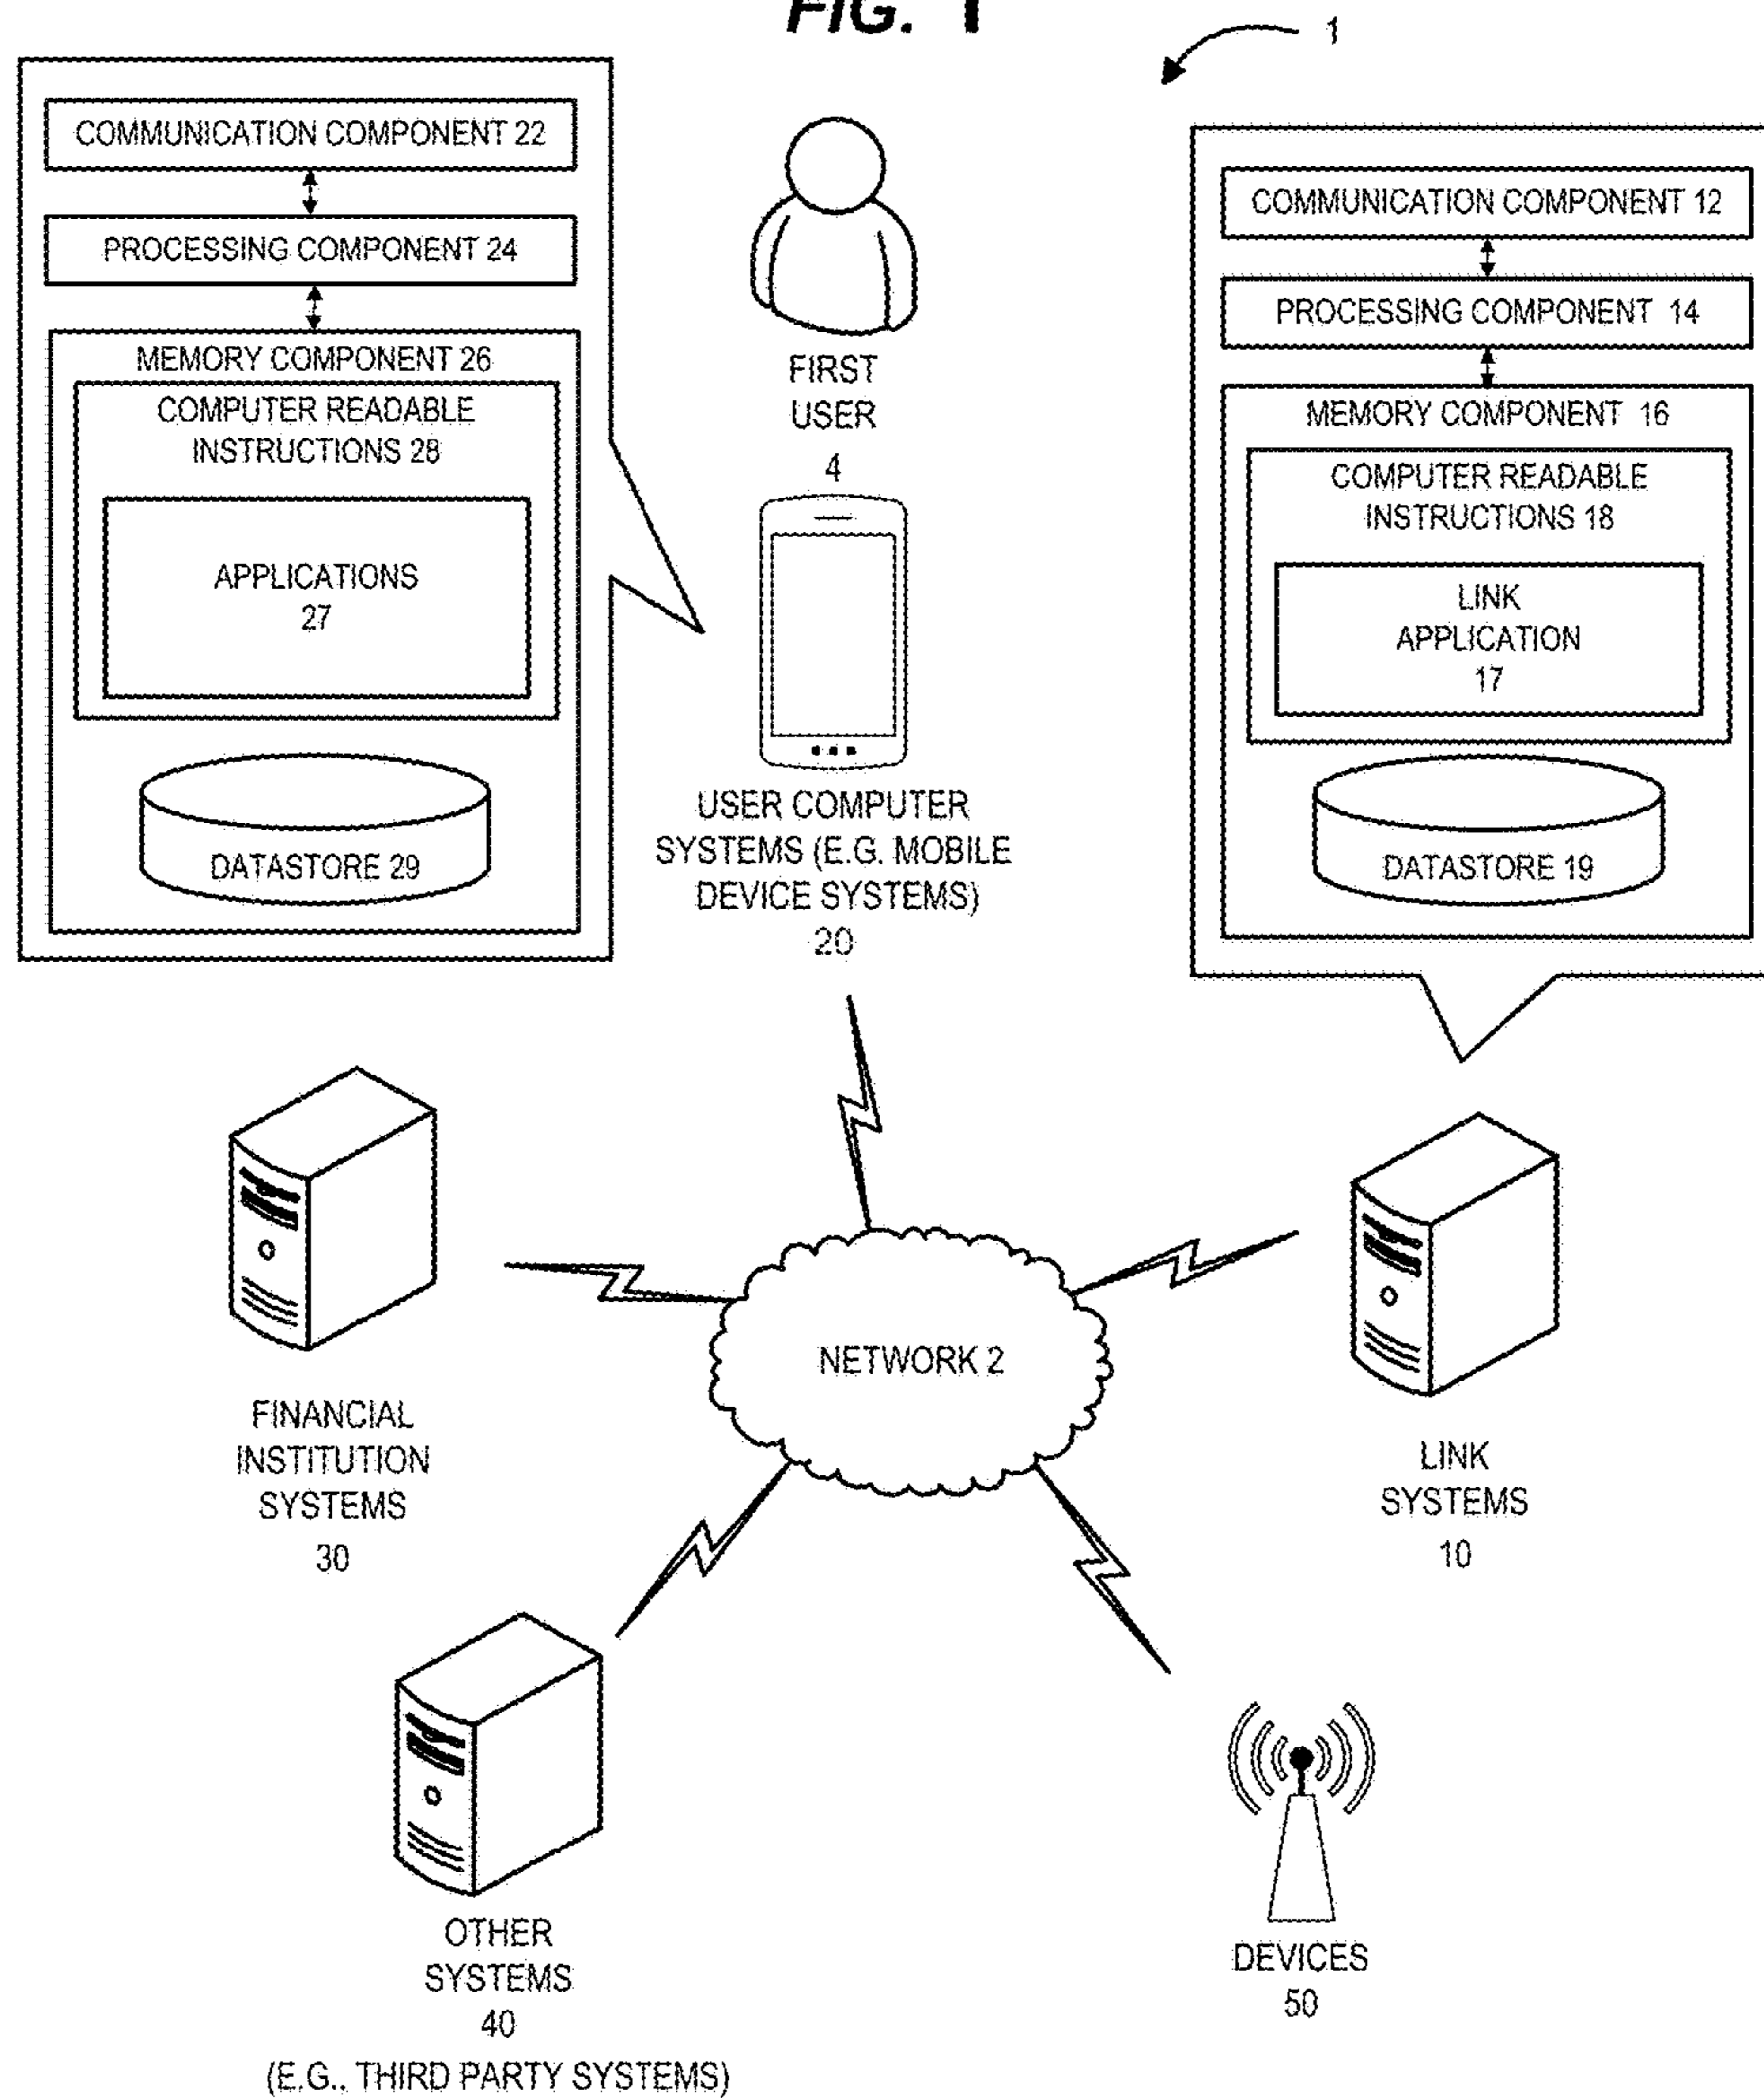 FIG. 1
1
COMMUNICATION COMPONENT 22
PROCESSING COMPONENT 24
MEMORY COMPONENT 26
COMPUTER READABLE
INSTRUCTIONS 28
APPLICATIONS
27
DATASTORE 29
FIRST
USER
4
USER COMPUTER
SYSTEMS (E.G. MOBILE
DEVICE SYSTEMS)
20
COMMUNICATION COMPONENT 12
PROCESSING COMPONENT 14
MEMORY COMPONENT 16
COMPUTER READABLE
INSTRUCTIONS 18
LINK
APPLICATION
17
DATASTORE 19
FINANCIAL
INSTITUTION
SYSTEMS
30
NETWORK 2
LINK
SYSTEMS
10
OTHER
SYSTEMS
40
(E.G., THIRD PARTY SYSTEMS)
DEVICES
50